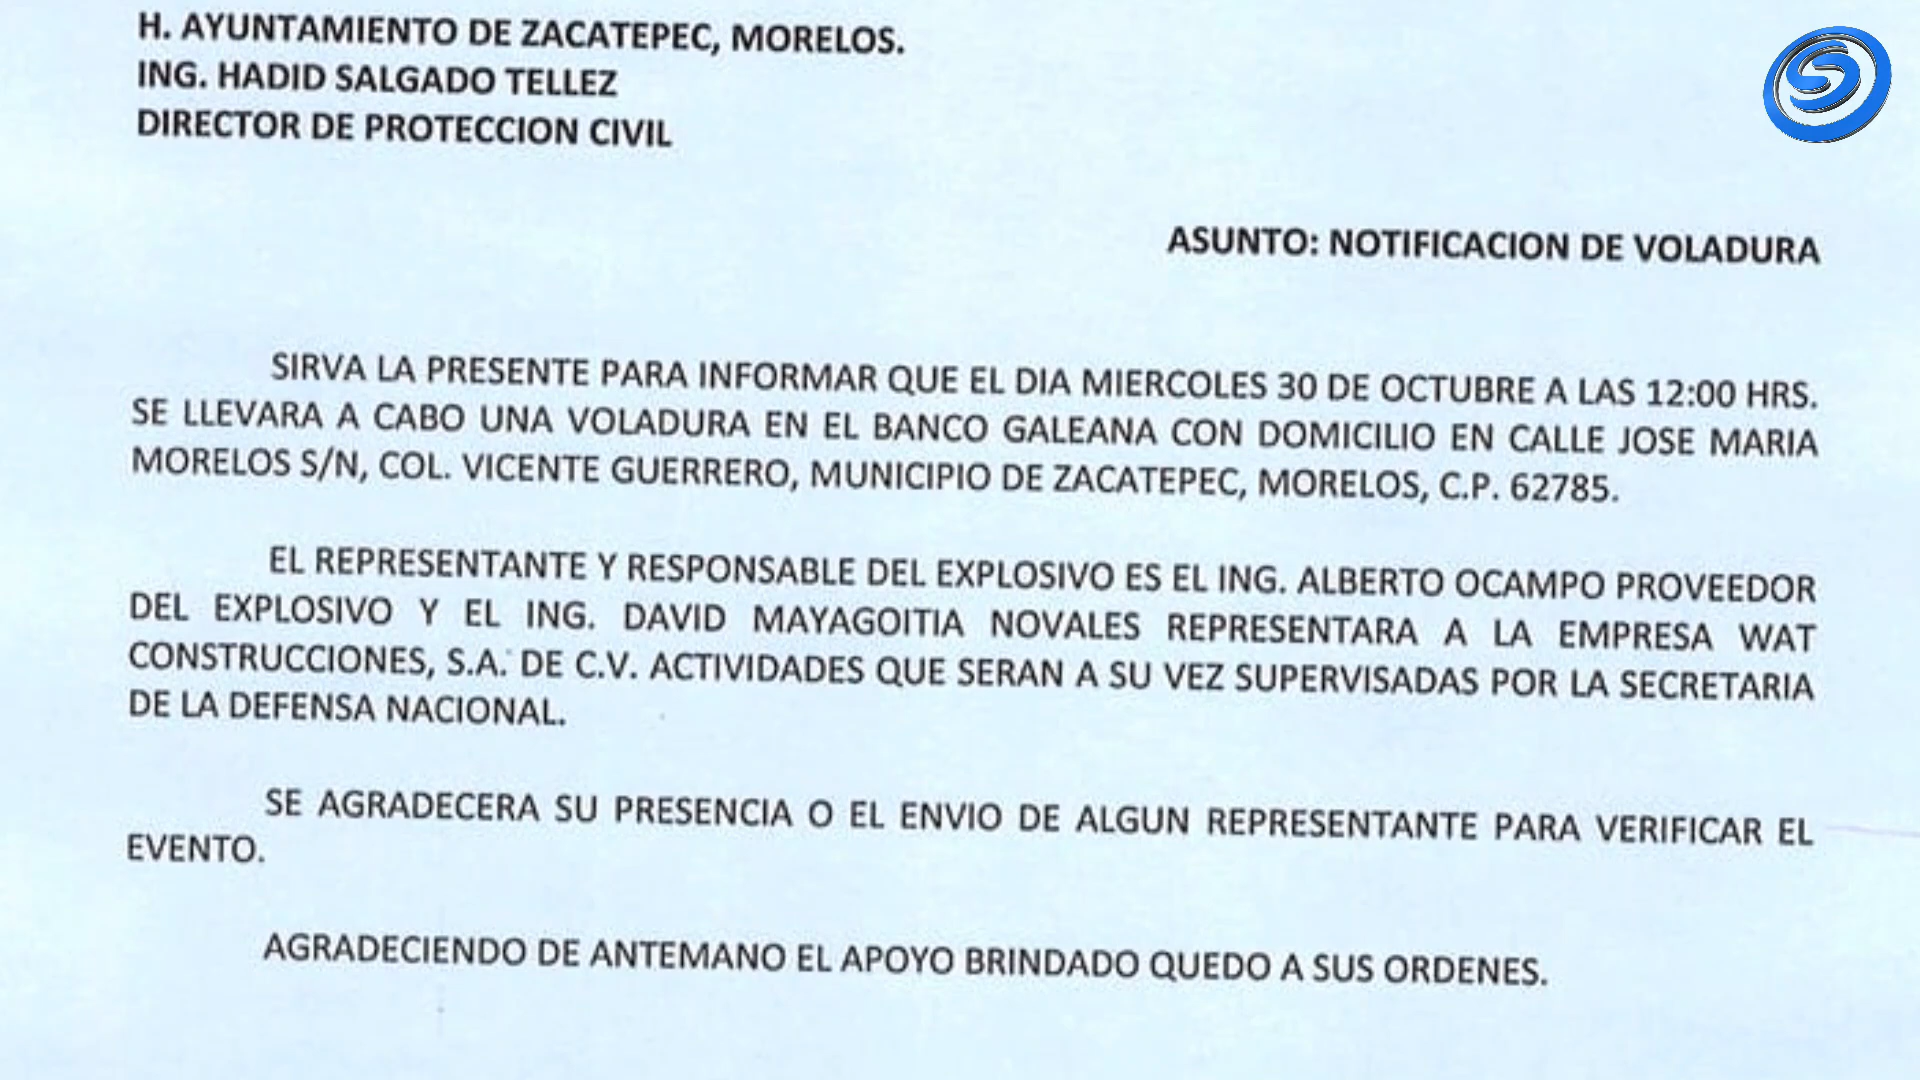 H. AYUNTAMIENTO DE ZACATEPEC, MORELOS.
ING. HADID SALGADO TELLEZ
DIRECTOR DE PROTECCION CIVIL
ASUNTO: NOTIFICACION DE VOLADURA
SIRVA LA PRESENTE PARA INFORMAR QUE EL DIA MIERCOLES 30 DE OCTUBRE A LAS 12:00 HRS.
SE LLEVARA A CABO UNA VOLADURA EN EL BANCO GALEANA CON DOMICILIO EN CALLE JOSE MARIA
MORELOS S/N, COL. VICENTE GUERRERO, MUNICIPIO DE ZACATEPEC, MORELOS, C.P. 62785.
EL REPRESENTANTE Y RESPONSABLE DEL EXPLOSIVO ES EL ING. ALBERTO OCAMPO PROVEEDOR
DEL EXPLOSIVO Y EL ING. DAVID MAYAGOITIA NOVALES REPRESENTARA A LA EMPRESA WAT
CONSTRUCCIONES, S.A. DE C.V. ACTIVIDADES QUE SERAN A SU VEZ SUPERVISADAS POR LA SECRETARIA
DE LA DEFENSA NACIONAL.
SE AGRADECERA SU PRESENCIA O EL ENVIO DE ALGUN REPRESENTANTE PARA VERIFICAR EL
EVENTO.
AGRADECIENDO DE ANTEMANO EL APOYO BRINDADO QUEDO A SUS ORDENES.